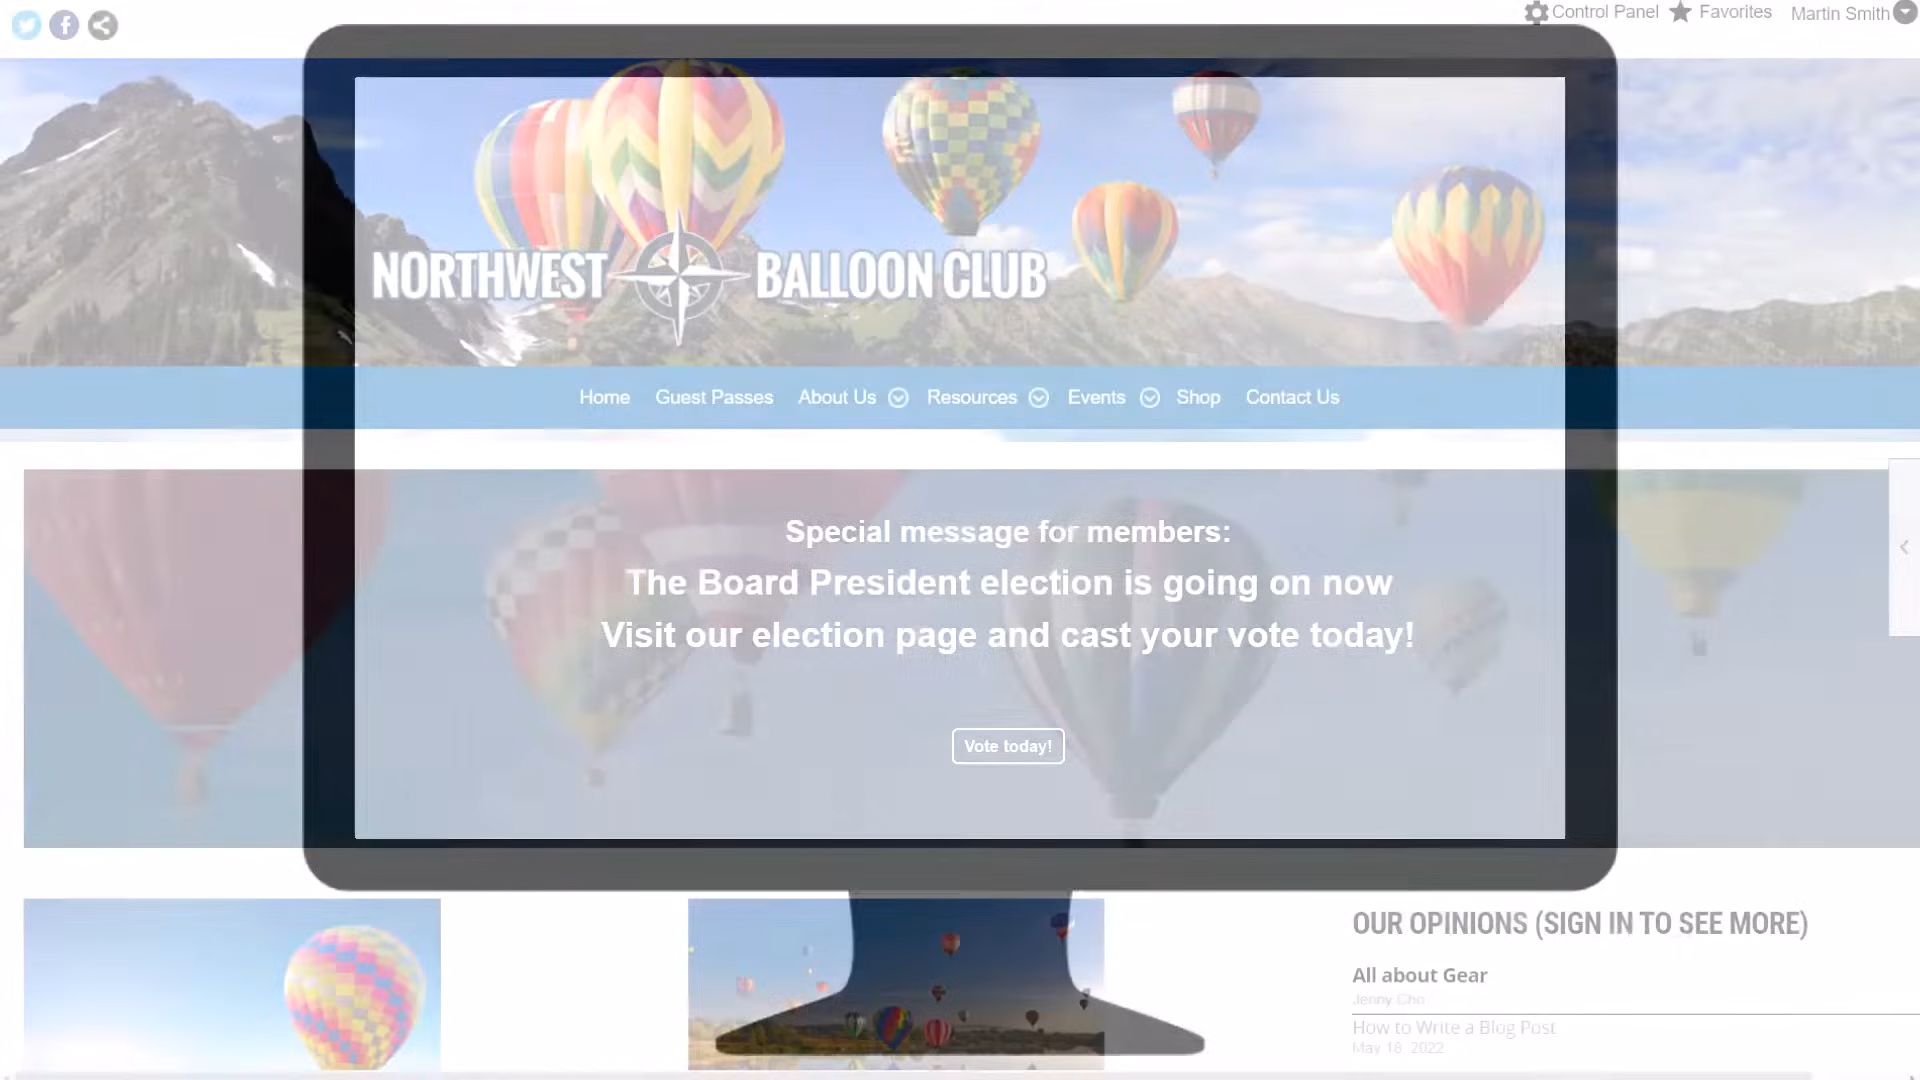 Control Panel Favorites Martin Smith
NORTHWEST BALLOON CLUB
Home Guest Passes About Us Resources Events Shop Contact Us
Special message for members:
The Board President election is going on now
Visit our election page and cast your vote today!
Vote today!
OUR OPINIONS (SIGN IN TO SEE MORE)
All about Gear
Jenny Cho
How to Write a Blog Post
May 18, 2022